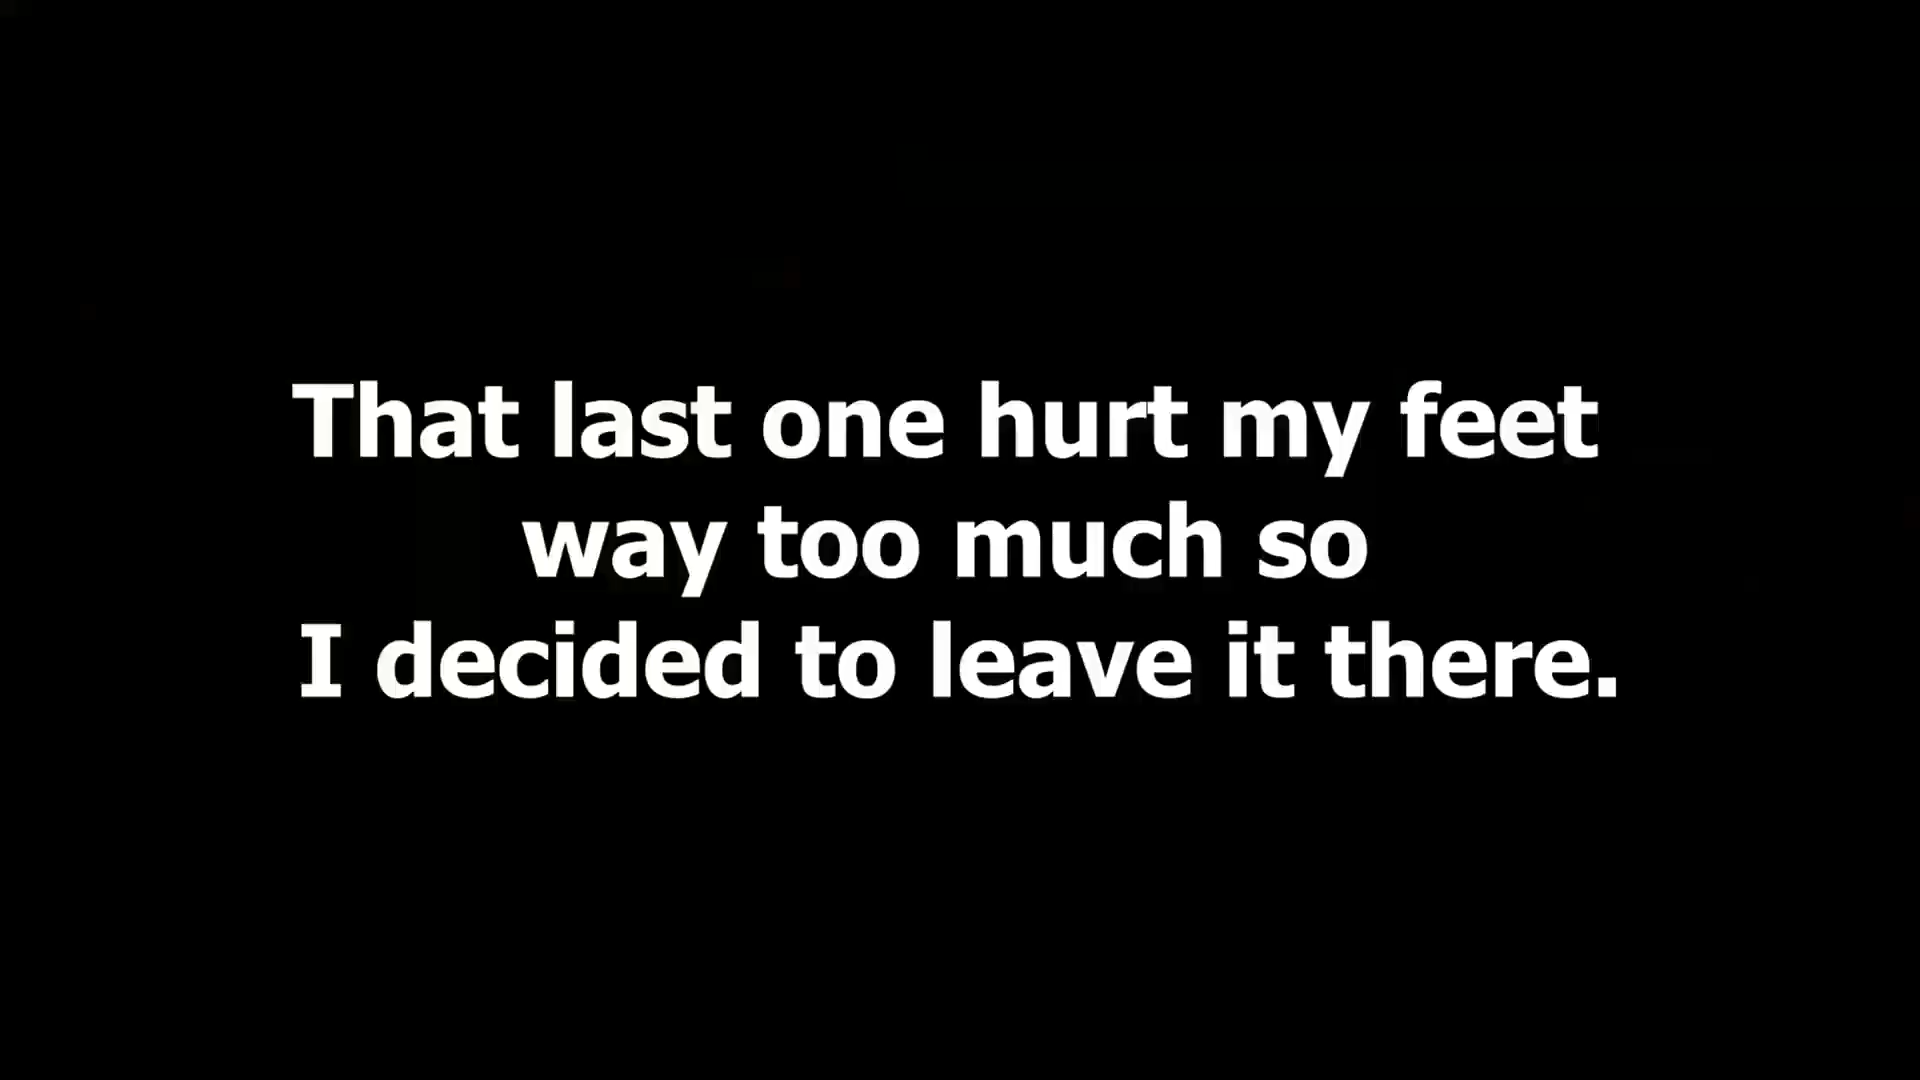 That last one hurt my feet
way too much so
I decided to leave it there.